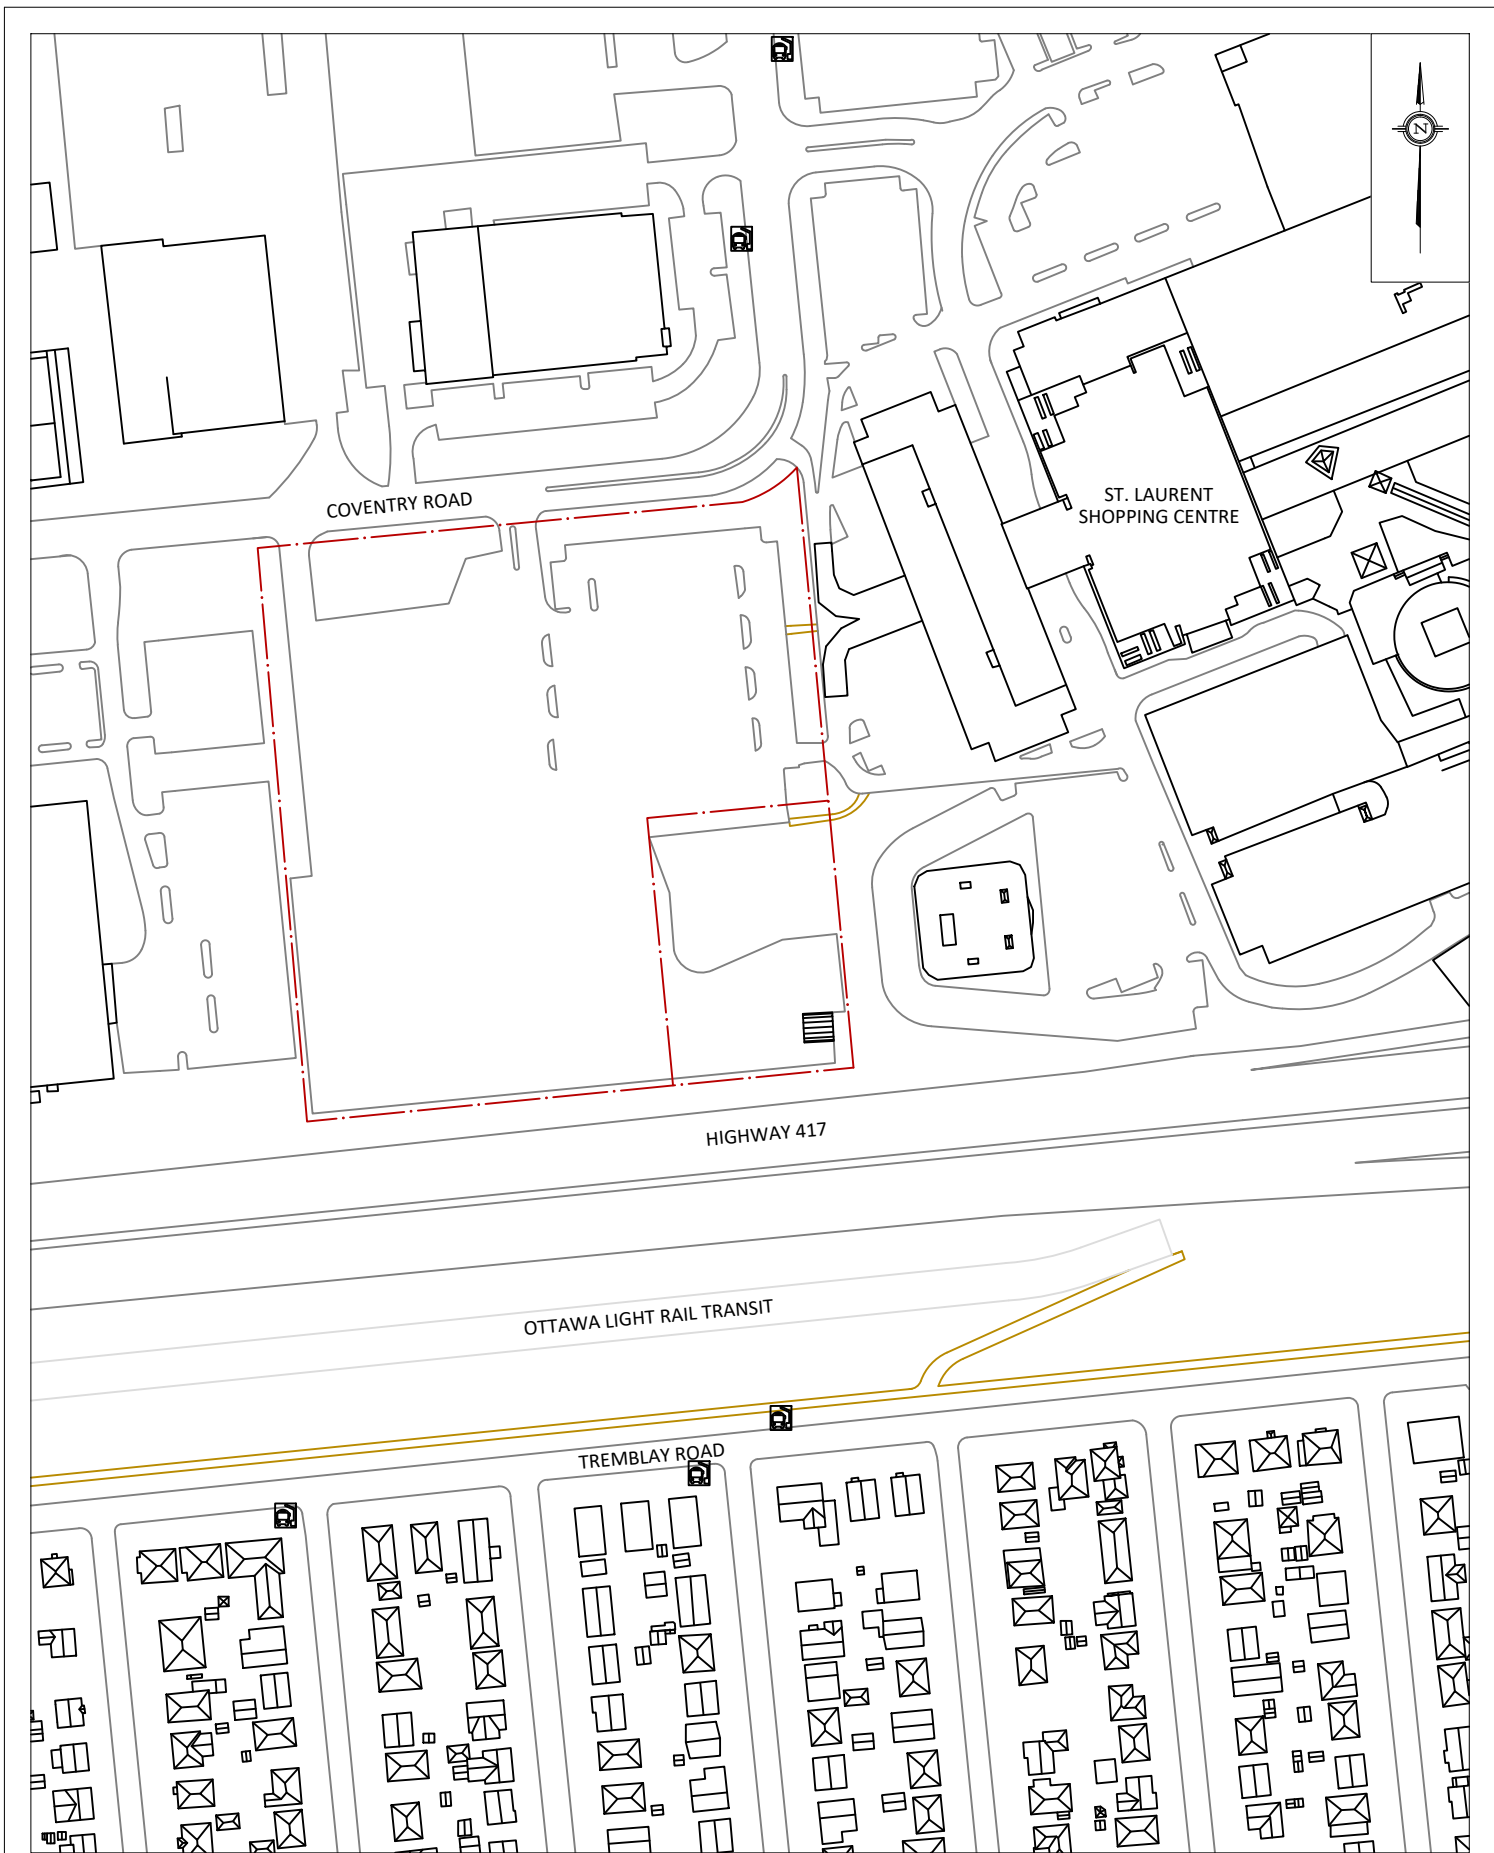 N
COVENTRY ROAD
ST. LAURENT
SHOPPING CENTRE
HIGHWAY 417
OTTAWA LIGHT RAIL TRANSIT
TREMBLAY ROAD